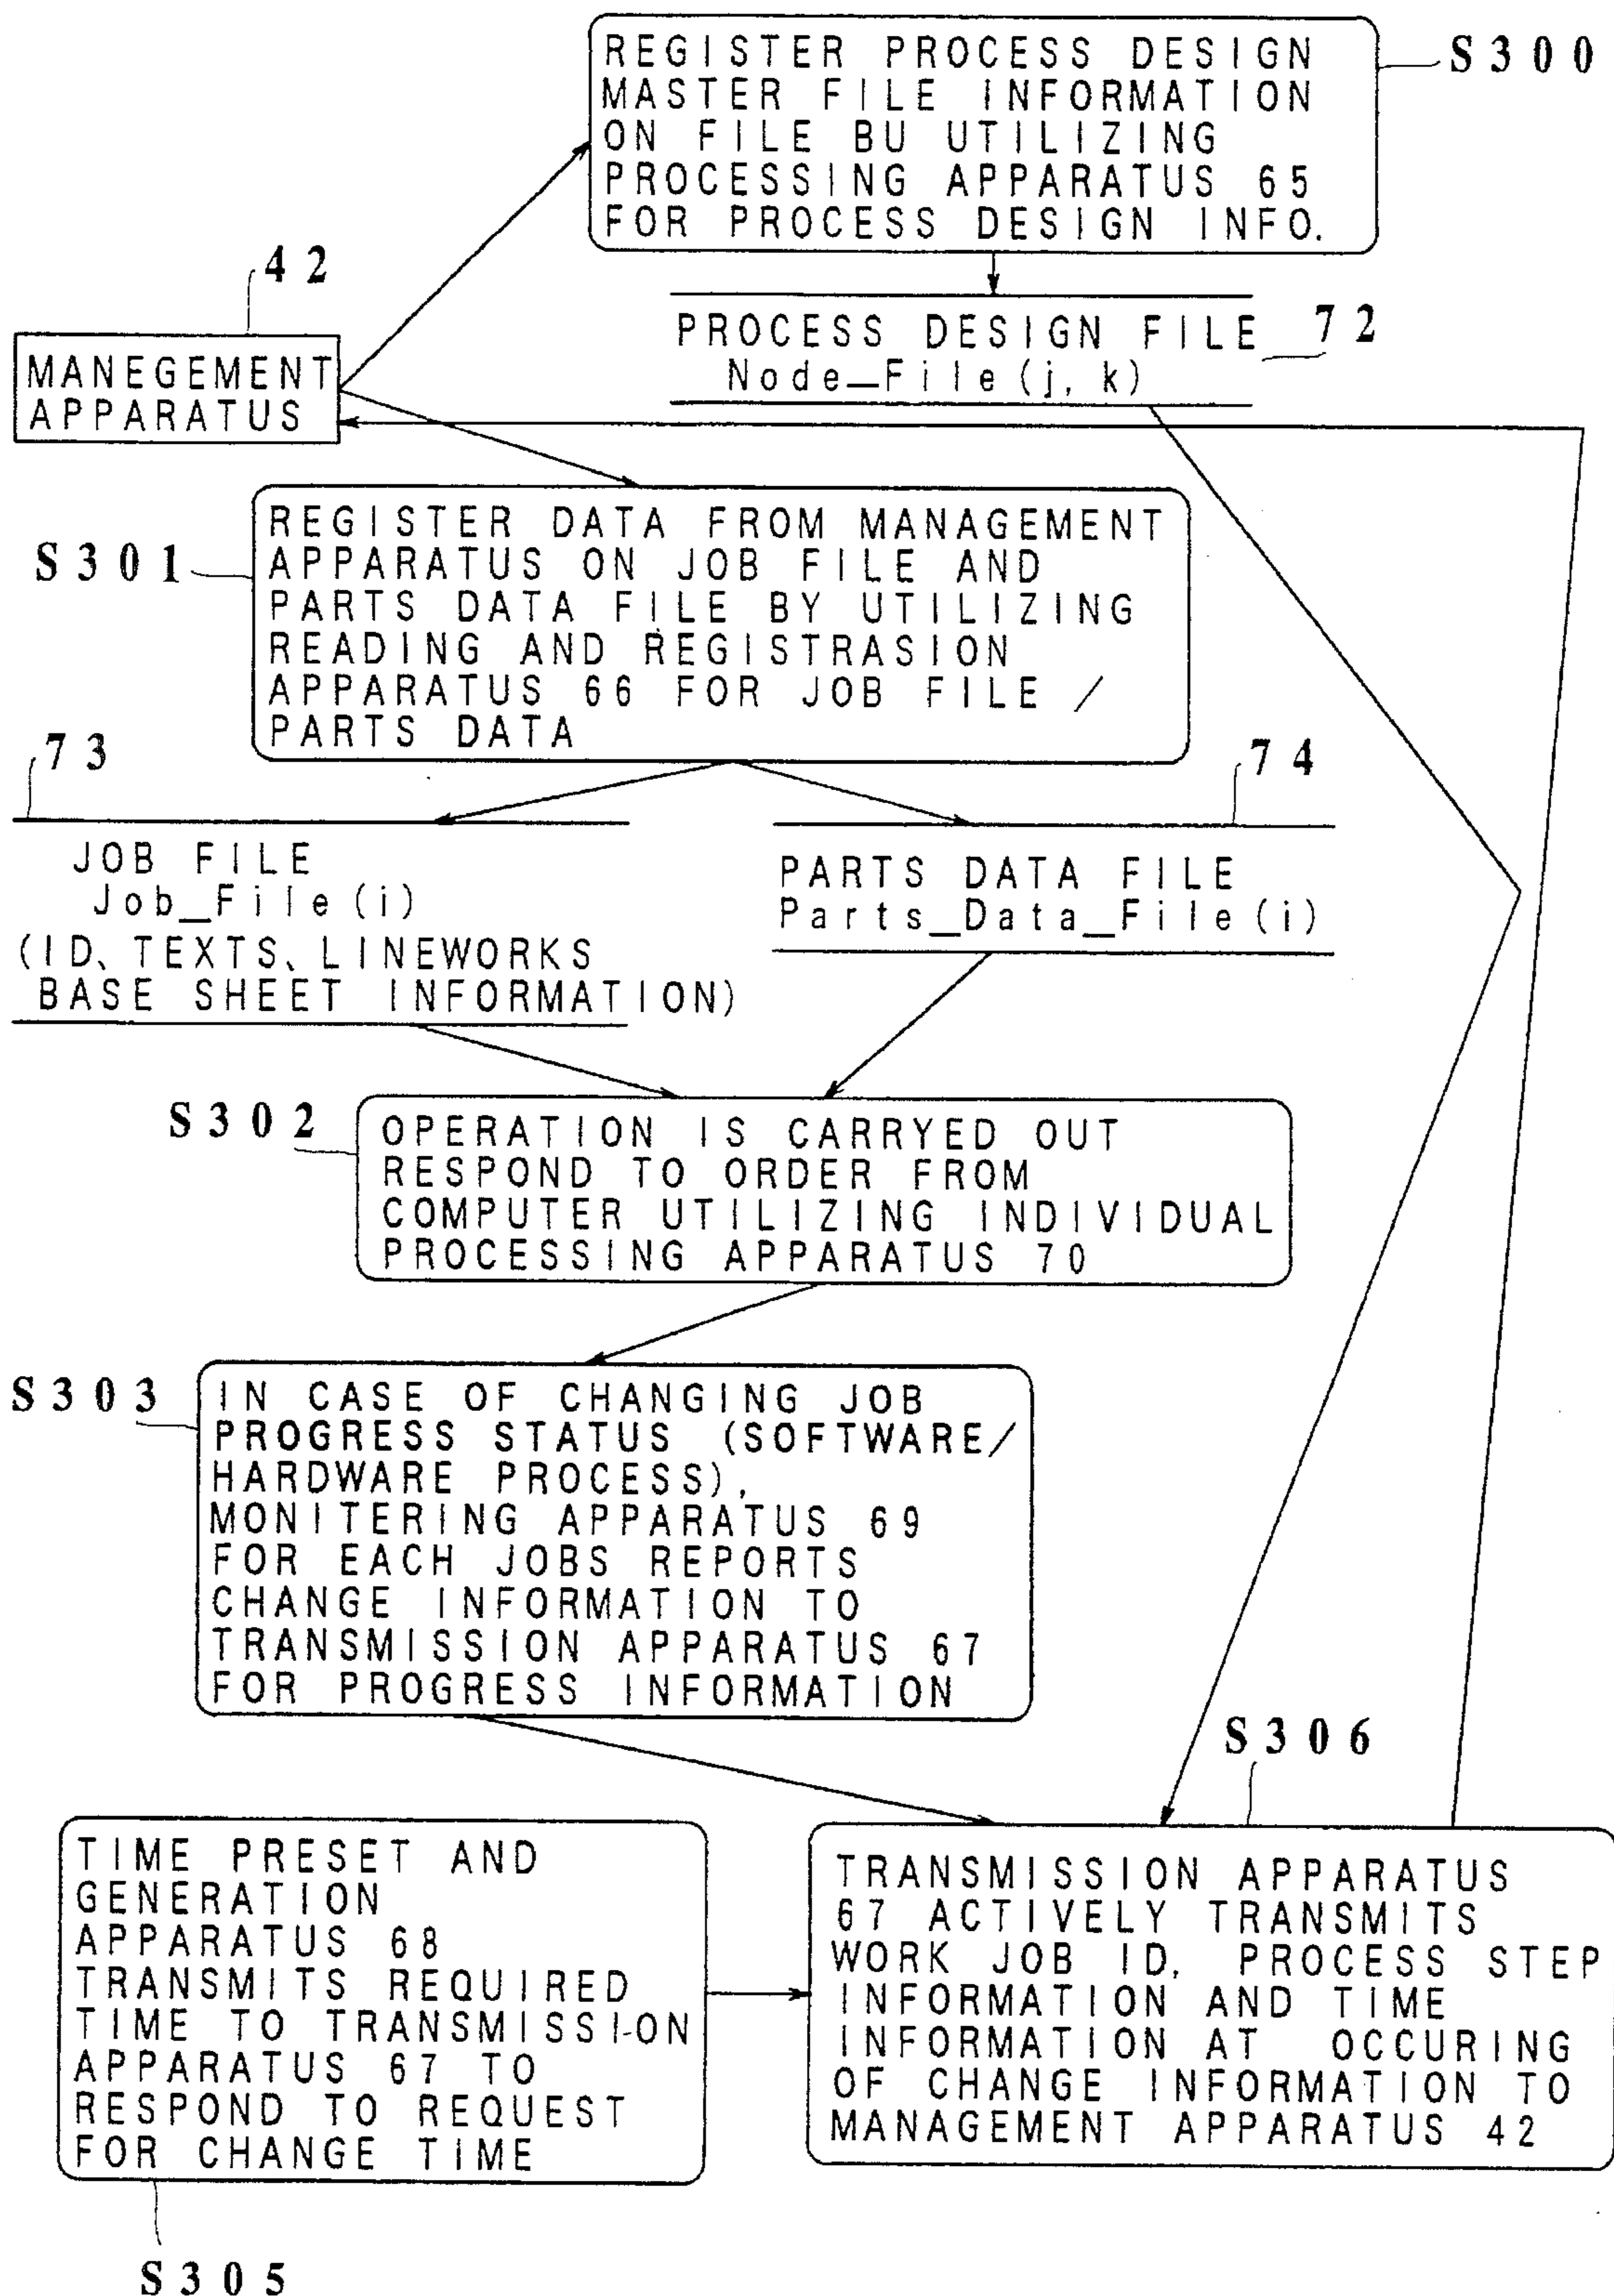 REGISTER PROCESS DESIGN
MASTER FILE INFORMATION
ON FILE BU UTILIZING
PROCESSING APPARATUS 65
FOR PROCESS DESIGN INFO.
S300
42
MANEGEMENT
APPARATUS
PROCESS DESIGN FILE
Node_File(j, k)
72
S301
REGISTER DATA FROM MANAGEMENT
APPARATUS ON JOB FILE AND
PARTS DATA FILE BY UTILIZING
READING AND REGISTRASION
APPARATUS 66 FOR JOB FILE /
PARTS DATA
73
JOB FILE
Job_File(i)
(ID、TEXTS、LINEWORKS
BASE SHEET INFORMATION)
74
PARTS DATA FILE
Parts_Data_File(i)
S302
OPERATION IS CARRYED OUT
RESPOND TO ORDER FROM
COMPUTER UTILIZING INDIVIDUAL
PROCESSING APPARATUS 70
S303
IN CASE OF CHANGING JOB
PROGRESS STATUS (SOFTWARE/
HARDWARE PROCESS),
MONITERING APPARATUS 69
FOR EACH JOBS REPORTS
CHANGE INFORMATION TO
TRANSMISSION APPARATUS 67
FOR PROGRESS INFORMATION
TIME PRESET AND
GENERATION
APPARATUS 68
TRANSMITS REQUIRED
TIME TO TRANSMISSION
APPARATUS 67 TO
RESPOND TO REQUEST
FOR CHANGE TIME
S305
S306
TRANSMISSION APPARATUS
67 ACTIVELY TRANSMITS
WORK JOB ID, PROCESS STEP
INFORMATION AND TIME
INFORMATION AT OCCURING
OF CHANGE INFORMATION TO
MANAGEMENT APPARATUS 42